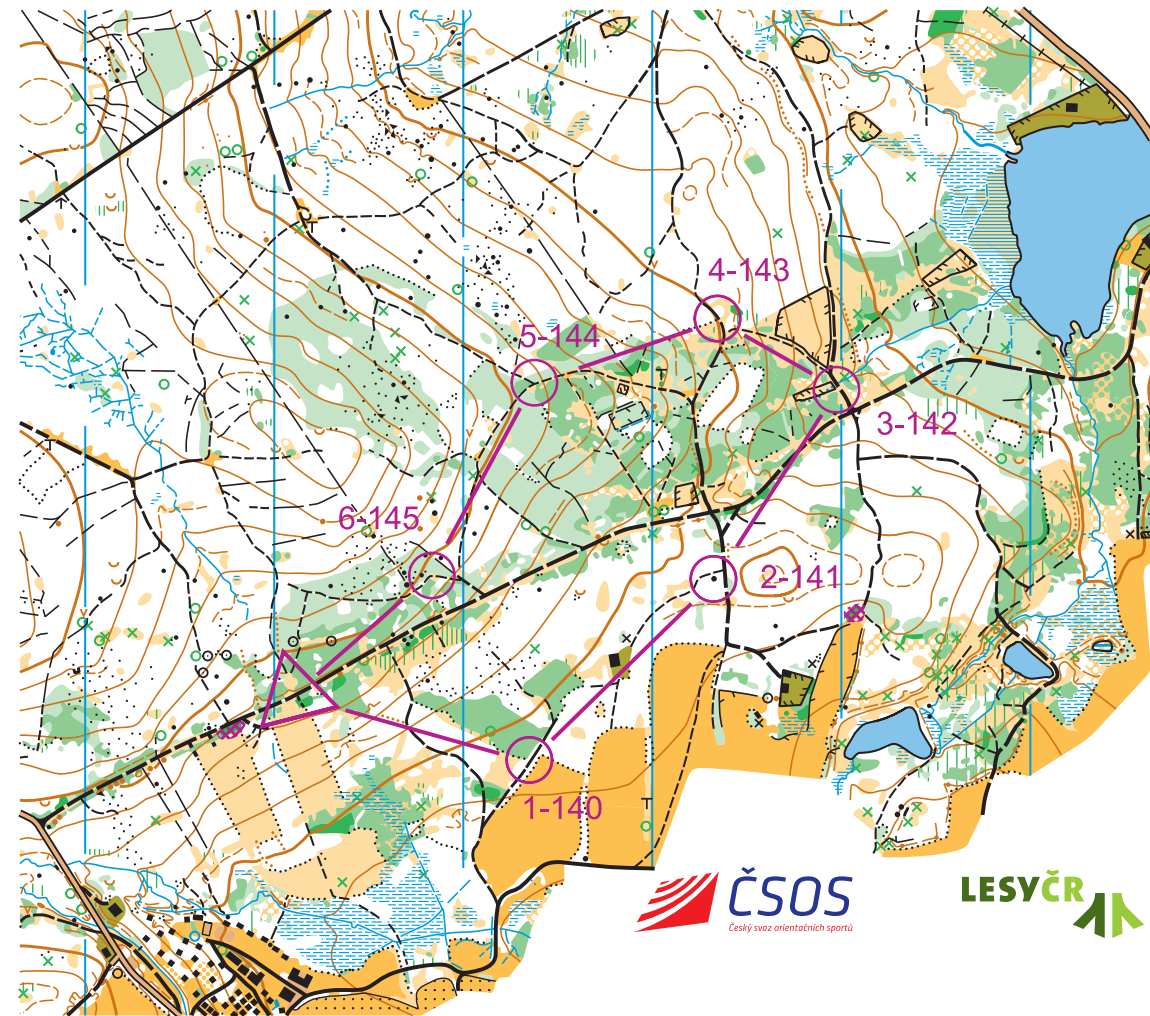 4-143
5-144
3-142
6-145
2-141
1-140
ČSOS
Český svaz orientačních sportů
LESYČR